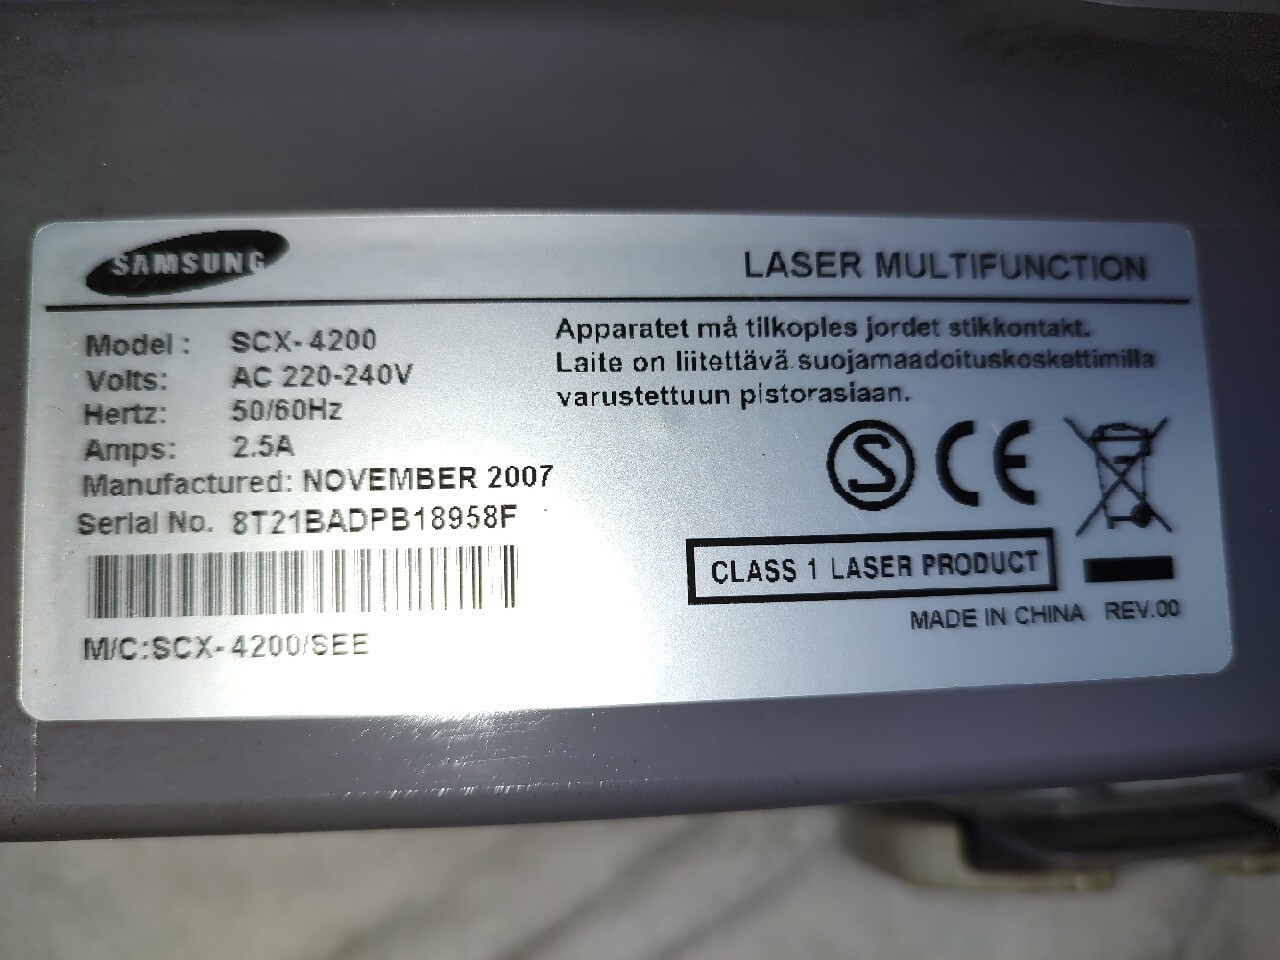 SAMSUNG
LASER MULTIFUNCTION
Model : SCX-4200
Volts: AC 220-240V
Hertz: 50/60Hz
Amps: 2.5A
Manufactured: NOVEMBER 2007
Serial No. 8T21BADPB18958F
M/C:SCX-4200/SEE
Apparatet må tilkoples jordet stikkontakt.
Laite on liitettävä suojamaadoituskoskettimilla
varustettuun pistorasiaan.
S CE
CLASS 1 LASER PRODUCT
MADE IN CHINA REV.00